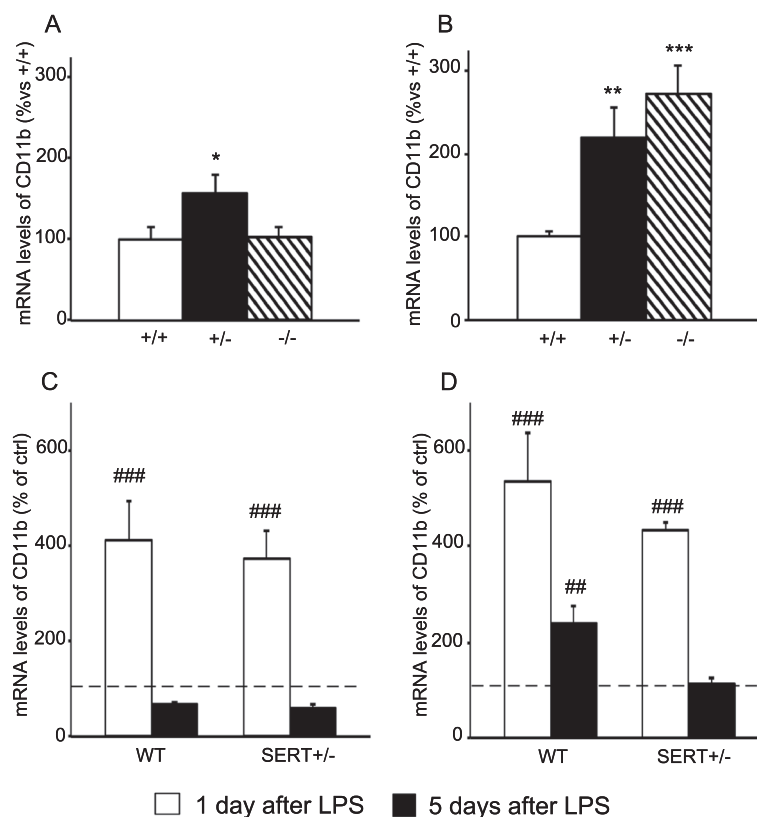 A
mRNA levels of CD11b (%vs +/+)
300
200
100
0
*
+/+ +/- -/-
B
mRNA levels of CD11b (%vs +/+)
300
200
100
0
**
***
+/+ +/- -/-
C
mRNA levels of CD11b (% of ctrl)
600
400
200
0
###
###
WT SERT+/-
D
mRNA levels of CD11b (% of ctrl)
600
400
200
0
###
##
###
WT SERT+/-
1 day after LPS 5 days after LPS